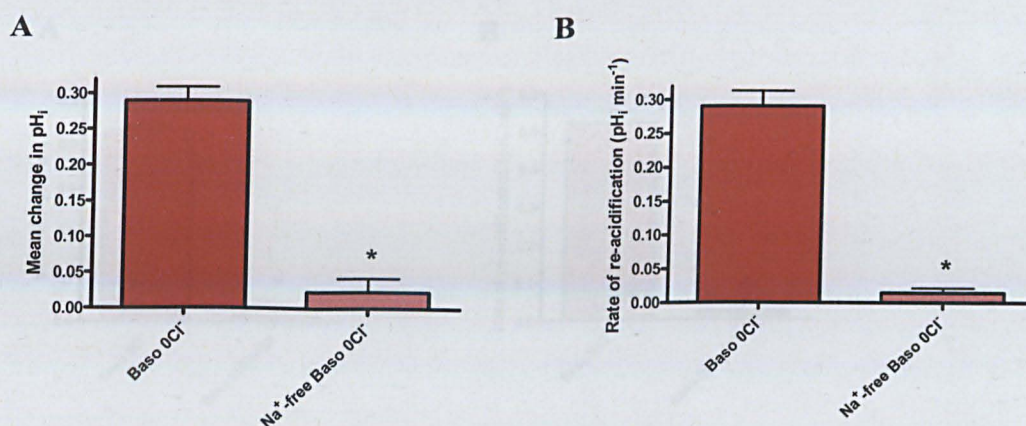 A
Mean change in pHᵢ
0.30
0.25
0.20
0.15
0.10
0.05
0.00
*
Baso 0Cl⁻
Na⁺-free Baso 0Cl⁻
B
Rate of re-acidification (pHᵢ min⁻¹)
0.30
0.25
0.20
0.15
0.10
0.05
0.00
*
Baso 0Cl⁻
Na⁺-free Baso 0Cl⁻